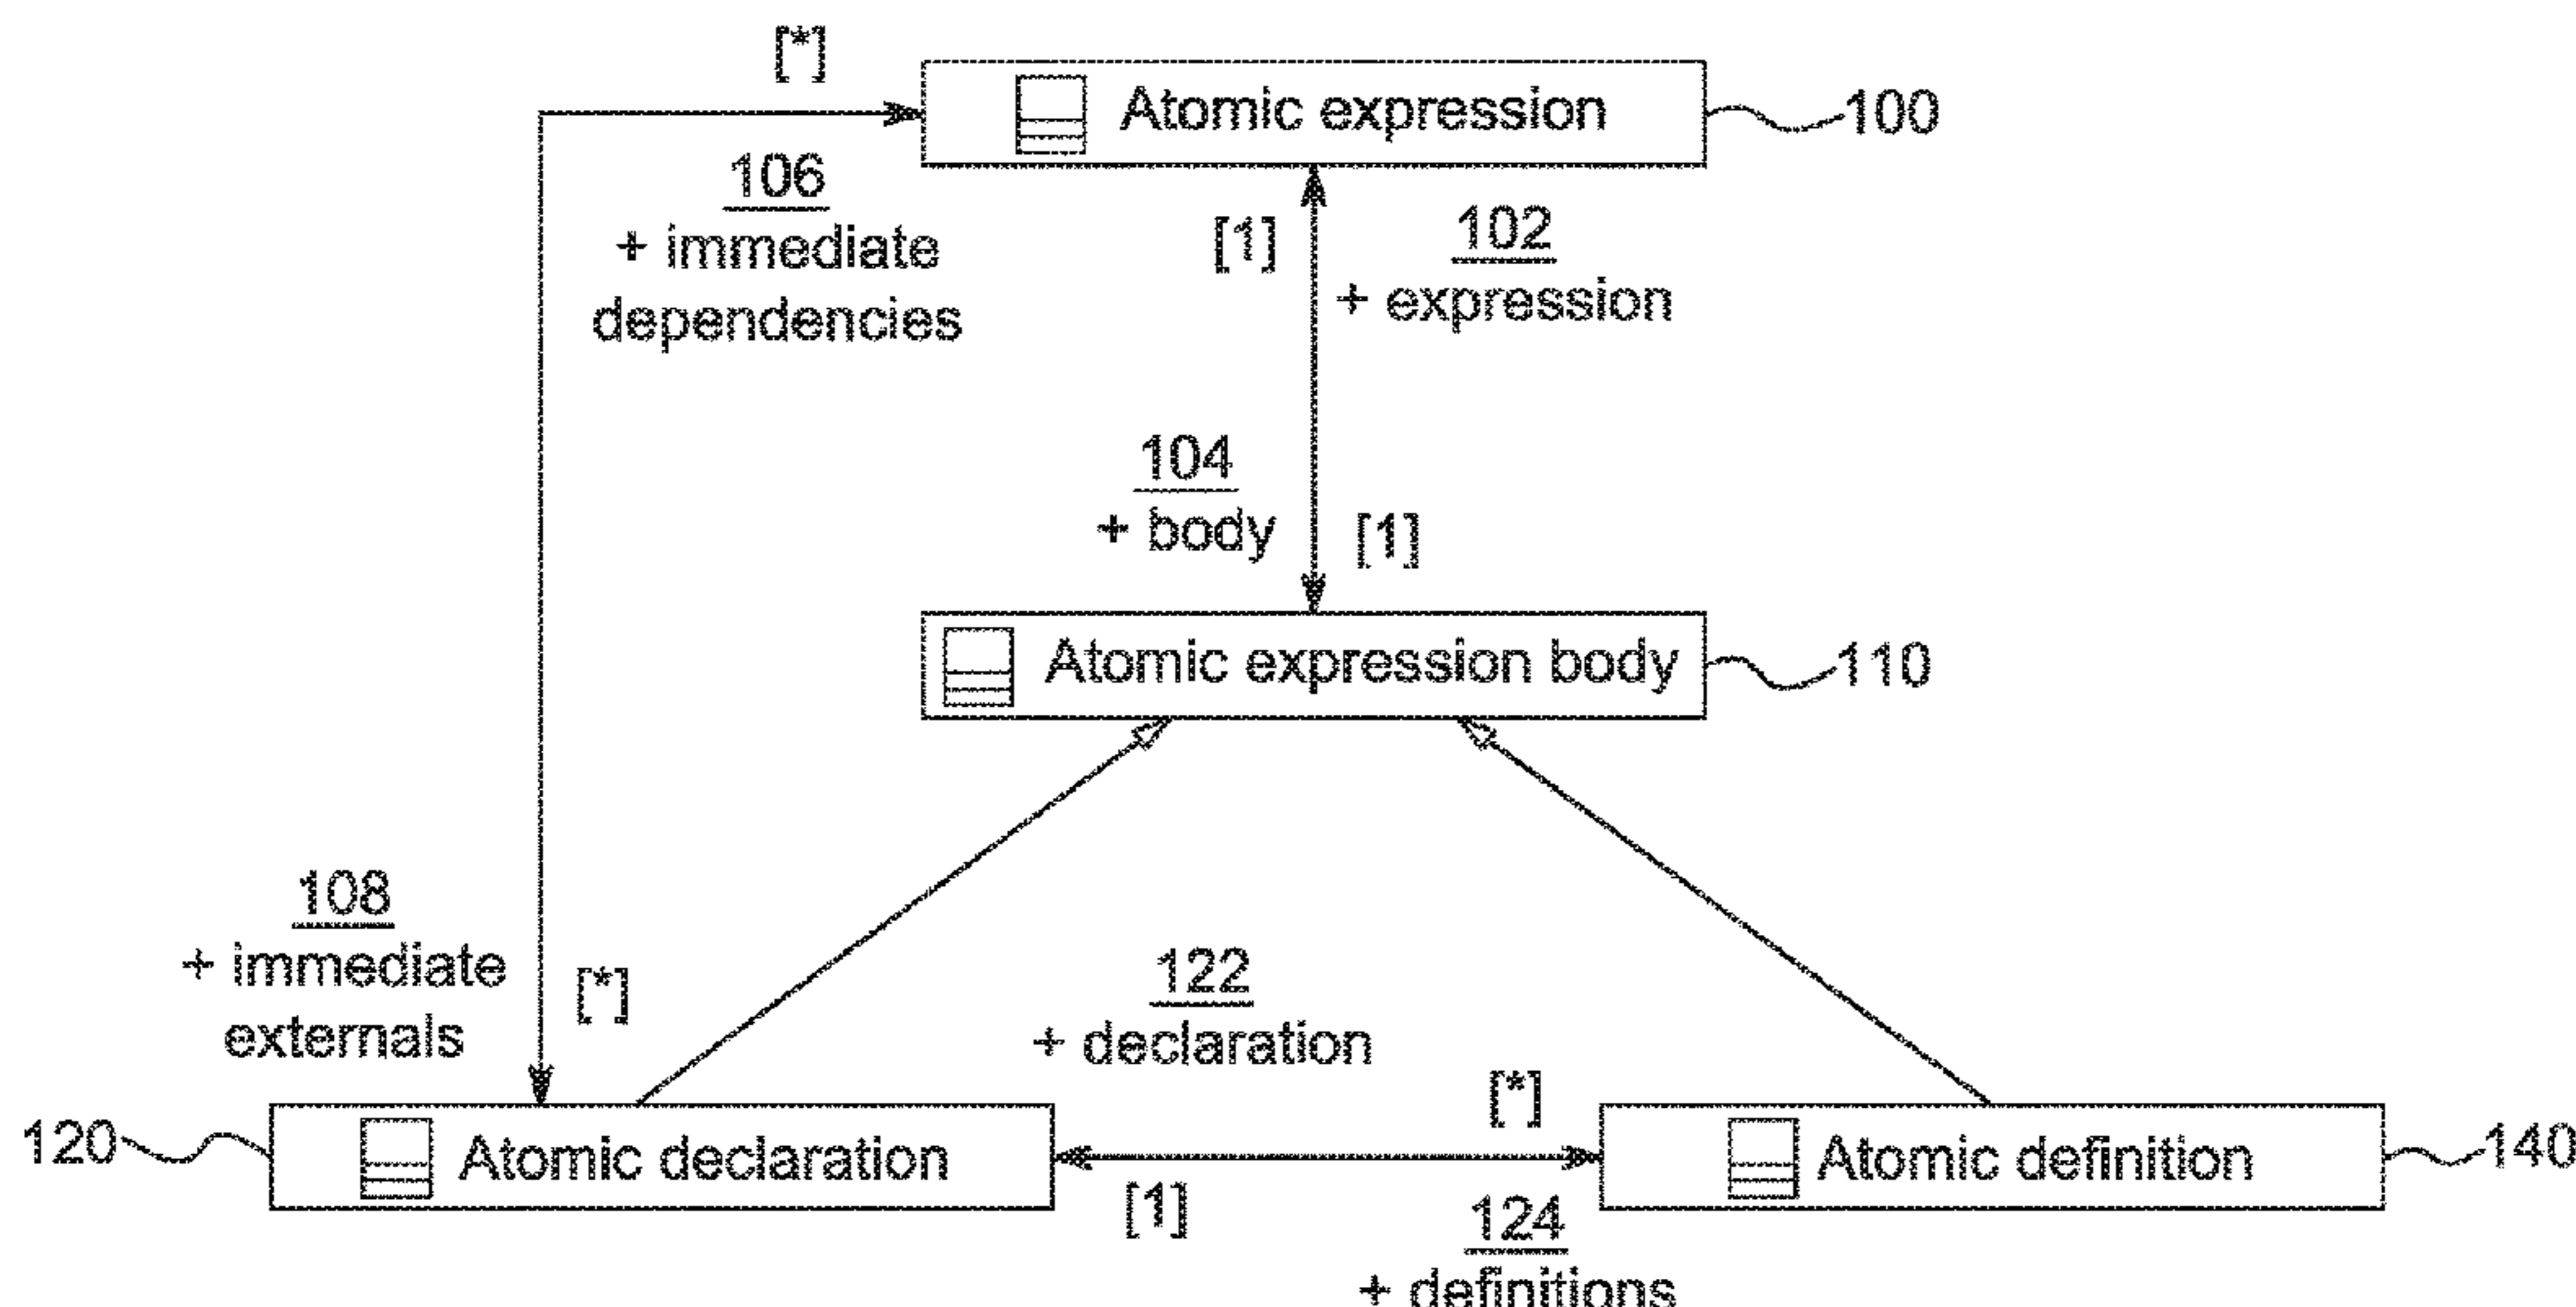 [*]
Atomic expression
100
106
+ immediate
dependencies
[1]
102
+ expression
104
+ body
[1]
Atomic expression body
110
108
+ immediate
externals
[*]
122
+ declaration
[*]
120
Atomic declaration
[1]
Atomic definition
140
124
+ definitions